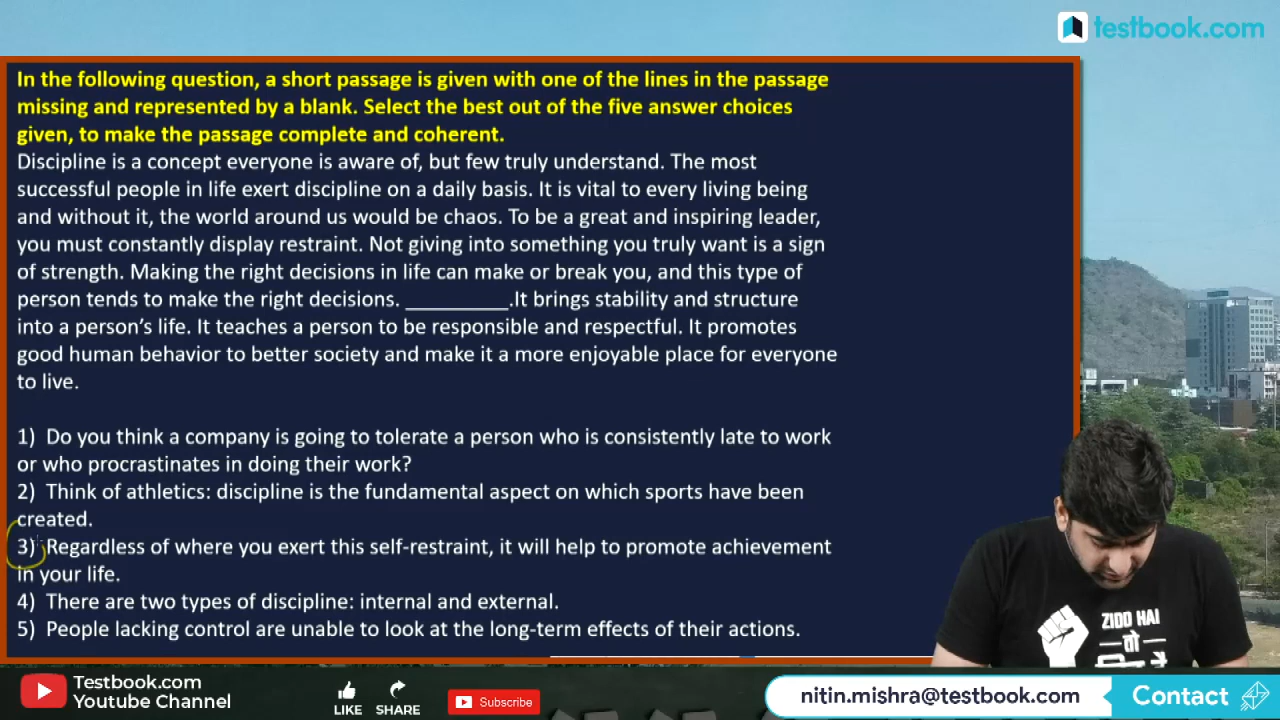 testbook.com
In the following question, a short passage is given with one of the lines in the passage
missing and represented by a blank. Select the best out of the five answer choices
given, to make the passage complete and coherent.
Discipline is a concept everyone is aware of, but few truly understand. The most
successful people in life exert discipline on a daily basis. It is vital to every living being
and without it, the world around us would be chaos. To be a great and inspiring leader,
you must constantly display restraint. Not giving into something you truly want is a sign
of strength. Making the right decisions in life can make or break you, and this type of
person tends to make the right decisions. __________.It brings stability and structure
into a person’s life. It teaches a person to be responsible and respectful. It promotes
good human behavior to better society and make it a more enjoyable place for everyone
to live.
1) Do you think a company is going to tolerate a person who is consistently late to work
or who procrastinates in doing their work?
2) Think of athletics: discipline is the fundamental aspect on which sports have been
created.
3) Regardless of where you exert this self-restraint, it will help to promote achievement
in your life.
4) There are two types of discipline: internal and external.
5) People lacking control are unable to look at the long-term effects of their actions.
ZIDD HAI
तो
Testbook.com
YouTube Channel
LIKE
SHARE
Subscribe
nitin.mishra@testbook.com
Contact